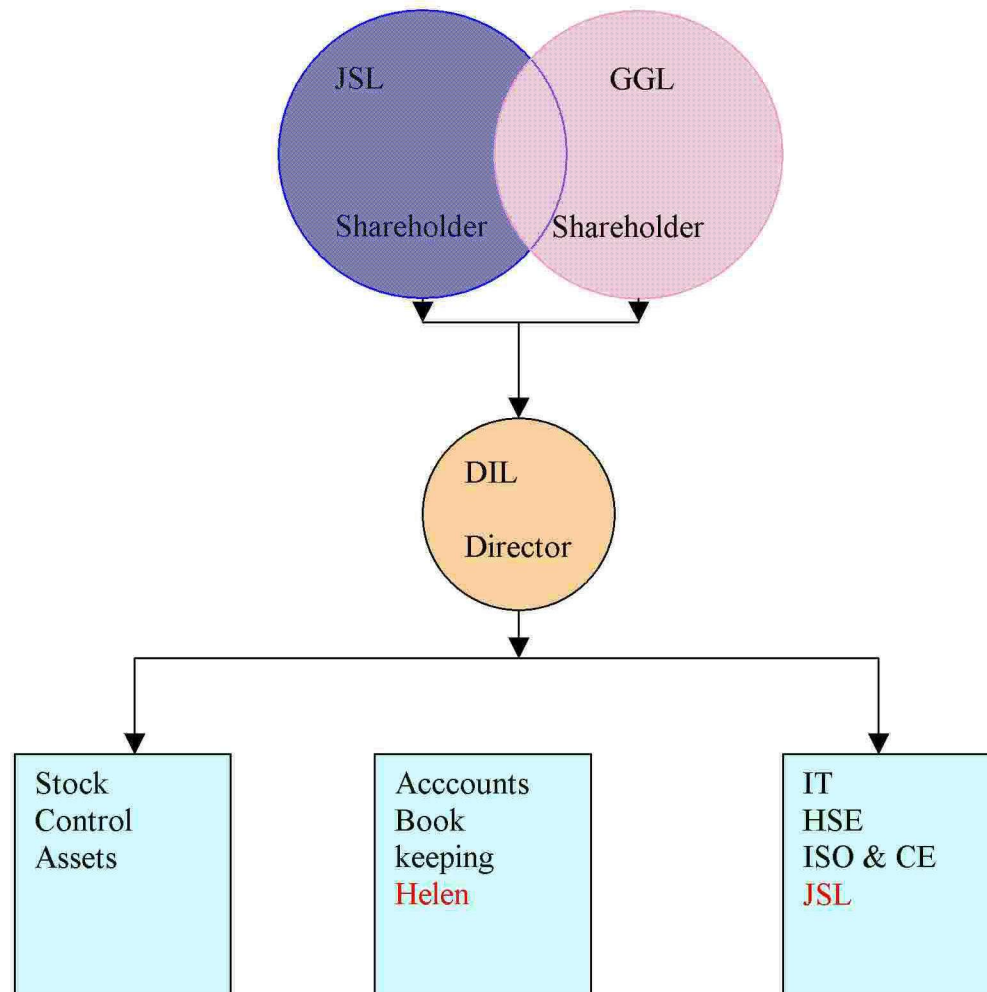 JSL
GGL
Shareholder
Shareholder
DIL
Director
Stock
Control
Assets
Acccounts
Book
keeping
Helen
IT
HSE
ISO & CE
JSL